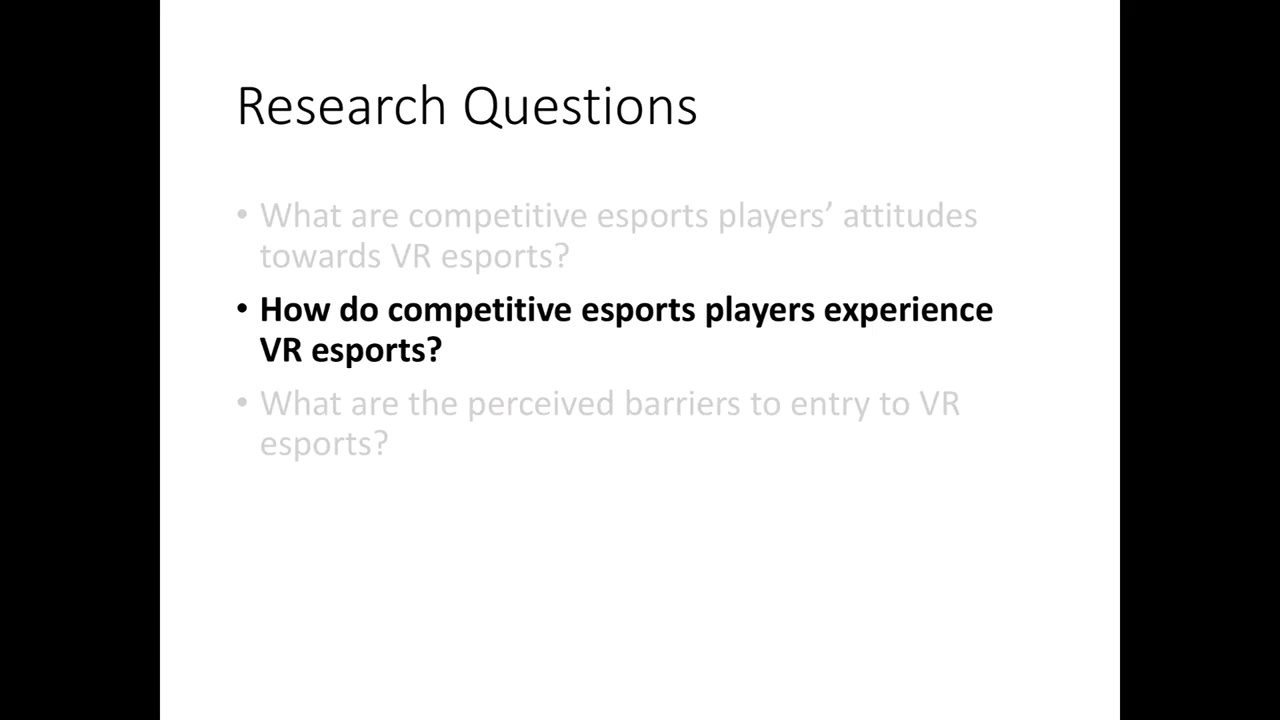 Research Questions
• What are competitive esports players’ attitudes
towards VR esports?
• How do competitive esports players experience
VR esports?
• What are the perceived barriers to entry to VR
esports?